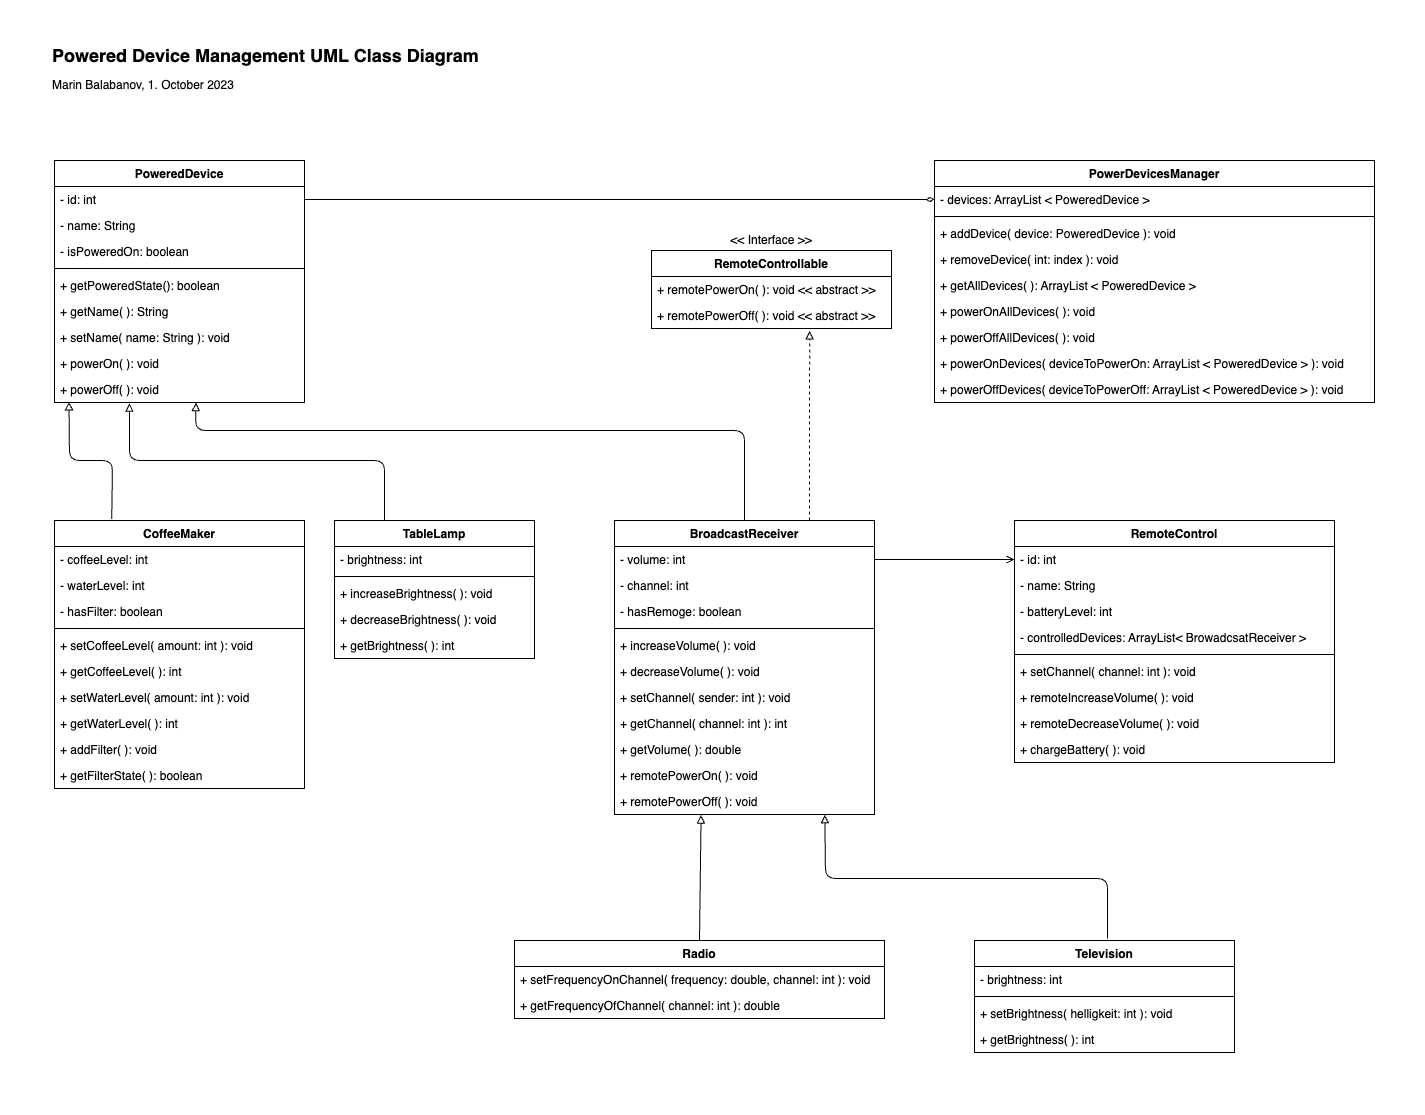 Powered Device Management UML Class Diagram
Marin Balabanov, 1. October 2023
PoweredDevice
- id: int
- name: String
- isPoweredOn: boolean
+ getPoweredState(): boolean
+ getName( ): String
+ setName( name: String ): void
+ powerOn( ): void
+ powerOff( ): void
<< Interface >>
RemoteControllable
+ remotePowerOn( ): void << abstract >>
+ remotePowerOff( ): void << abstract >>
PowerDevicesManager
- devices: ArrayList < PoweredDevice >
+ addDevice( device: PoweredDevice ): void
+ removeDevice( int: index ): void
+ getAllDevices( ): ArrayList < PoweredDevice >
+ powerOnAllDevices( ): void
+ powerOffAllDevices( ): void
+ powerOnDevices( deviceToPowerOn: ArrayList < PoweredDevice > ): void
+ powerOffDevices( deviceToPowerOff: ArrayList < PoweredDevice > ): void
CoffeeMaker
- coffeeLevel: int
- waterLevel: int
- hasFilter: boolean
+ setCoffeeLevel( amount: int ): void
+ getCoffeeLevel( ): int
+ setWaterLevel( amount: int ): void
+ getWaterLevel( ): int
+ addFilter( ): void
+ getFilterState( ): boolean
TableLamp
- brightness: int
+ increaseBrightness( ): void
+ decreaseBrightness( ): void
+ getBrightness( ): int
BroadcastReceiver
- volume: int
- channel: int
- hasRemoge: boolean
+ increaseVolume( ): void
+ decreaseVolume( ): void
+ setChannel( sender: int ): void
+ getChannel( channel: int ): int
+ getVolume( ): double
+ remotePowerOn( ): void
+ remotePowerOff( ): void
RemoteControl
- id: int
- name: String
- batteryLevel: int
- controlledDevices: ArrayList< BrowadcsatReceiver >
+ setChannel( channel: int ): void
+ remoteIncreaseVolume( ): void
+ remoteDecreaseVolume( ): void
+ chargeBattery( ): void
Radio
+ setFrequencyOnChannel( frequency: double, channel: int ): void
+ getFrequencyOfChannel( channel: int ): double
Television
- brightness: int
+ setBrightness( helligkeit: int ): void
+ getBrightness( ): int